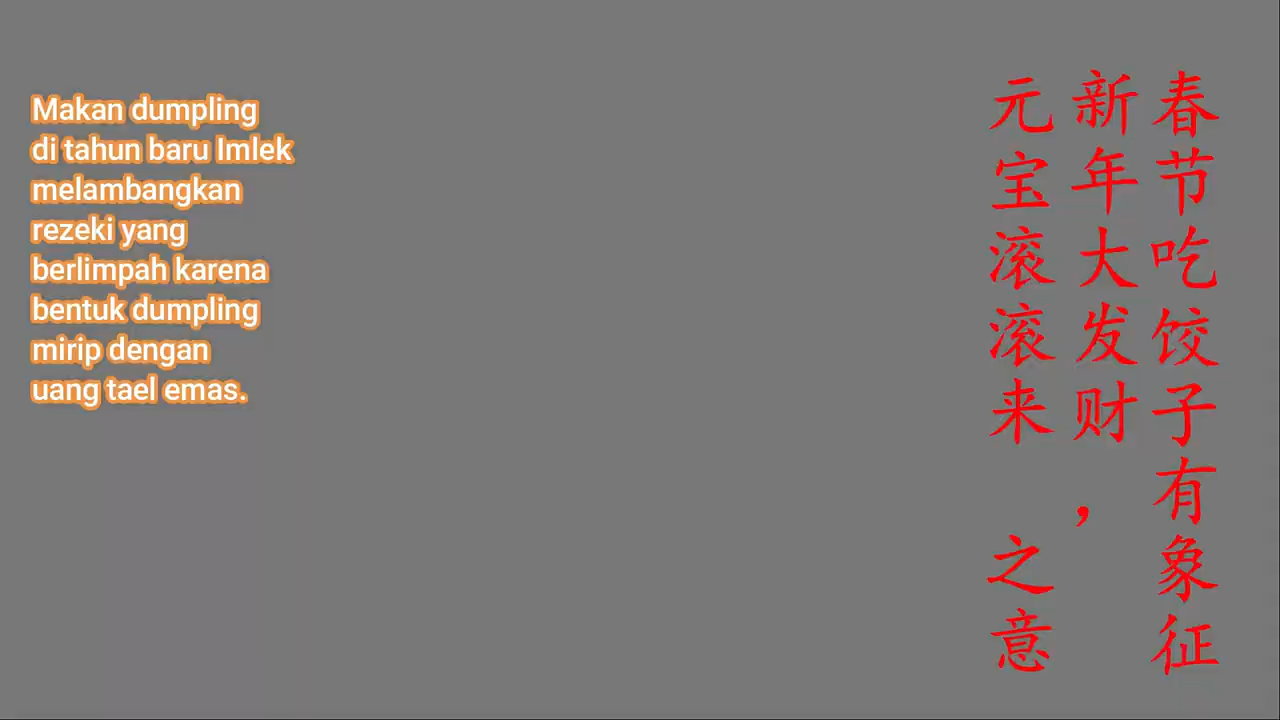 Makan dumpling
di tahun baru Imlek
melambangkan
rezeki yang
berlimpah karena
bentuk dumpling
mirip dengan
uang tael emas.
春节吃饺子有象征
新年大发财，
元宝滚滚来之意